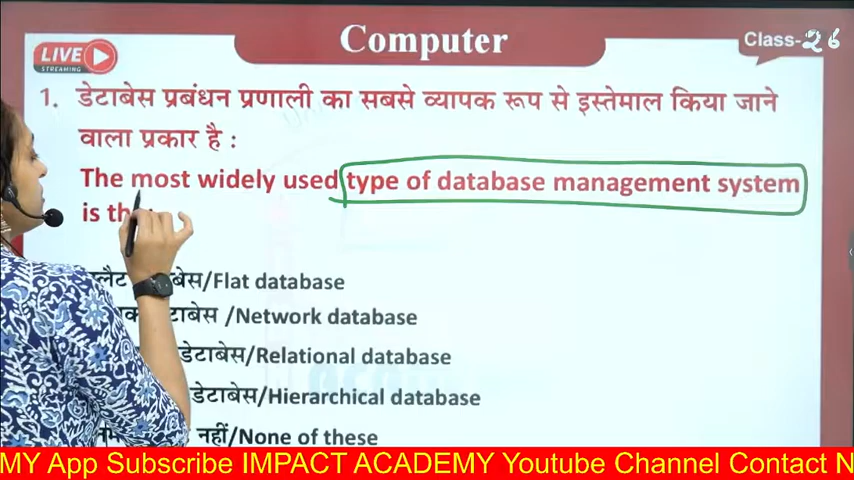 Computer
Class-26
LIVE
STREAMING
1. डेटाबेस प्रबंधन प्रणाली का सबसे व्यापक रूप से इस्तेमाल किया जाने
वाला प्रकार है :
The most widely used type of database management system
is
/Flat database
डेटाबेस /Network database
डेटाबेस/Relational database
डेटाबेस/Hierarchical database
नहीं/None of these
MY App Subscribe IMPACT ACADEMY Youtube Channel Contact N